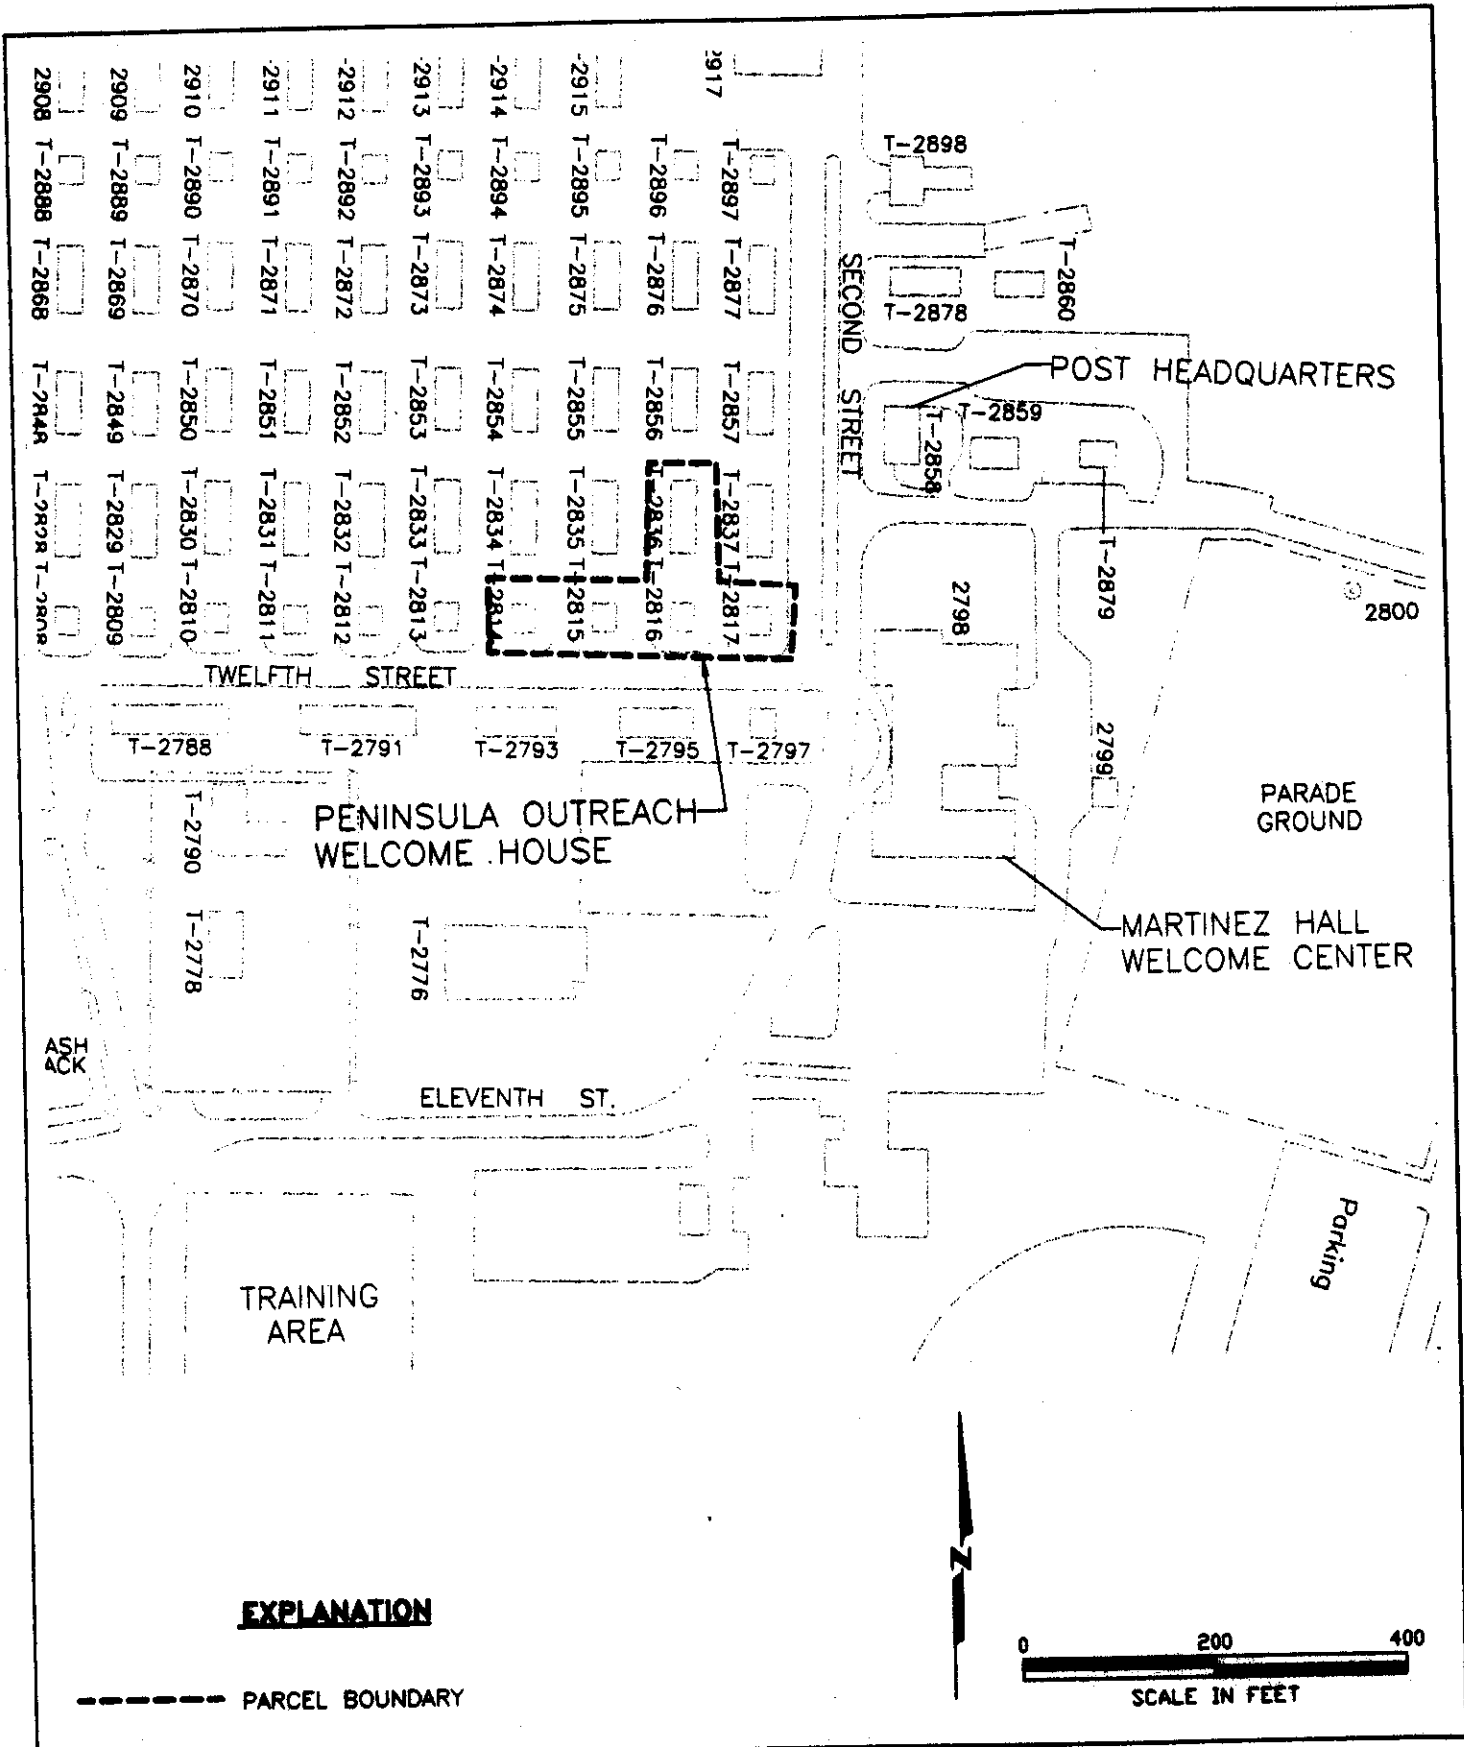 2908
2909
2910
2911
2912
2913
2914
2915
2917
T-2888
T-2889
T-2890
T-2891
T-2892
T-2893
T-2894
T-2895
T-2896
T-2897
T-2898
T-2868
T-2869
T-2870
T-2871
T-2872
T-2873
T-2874
T-2875
T-2876
T-2877
SECOND STREET
T-2878
T-2860
POST HEADQUARTERS
T-2849
T-2850
T-2851
T-2852
T-2853
T-2854
T-2855
T-2856
T-2857
T-2858
T-2859
T-2829
T-2830
T-2831
T-2832
T-2833
T-2834
T-2835
T-2836
T-2837
T-2879
2800
T-2809
T-2810
T-2811
T-2812
T-2813
T-2814
T-2815
T-2816
T-2817
2798
TWELFTH STREET
T-2788
T-2791
T-2793
T-2795
T-2797
2799
PENINSULA OUTREACH
WELCOME HOUSE
T-2790
PARADE
GROUND
T-2778
T-2776
MARTINEZ HALL
WELCOME CENTER
ASH
ACK
ELEVENTH ST.
TRAINING
AREA
Parking
N
EXPLANATION
PARCEL BOUNDARY
0 200 400
SCALE IN FEET